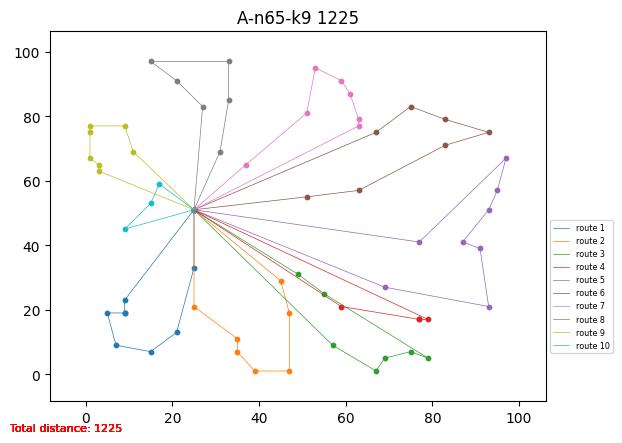 A-n65-k9 1225
100
80
60
40
20
0
0 20 40 60 80 100
route 1
route 2
route 3
route 4
route 5
route 6
route 7
route 8
route 9
route 10
Total distance: 1225